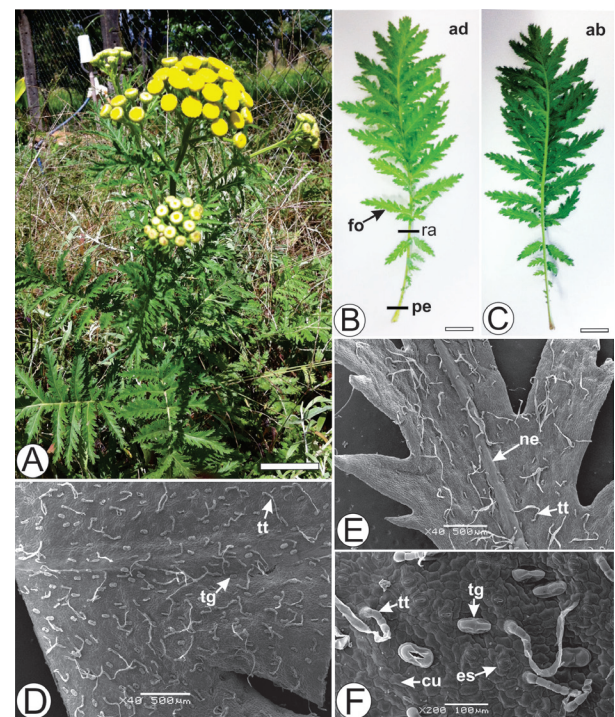 A
ad
fo
ra
pe
B
ab
C
tt
tg
X40 500µm
D
ne
tt
X40 500µm
E
tg
tt
cu
es
X200 100µm
F